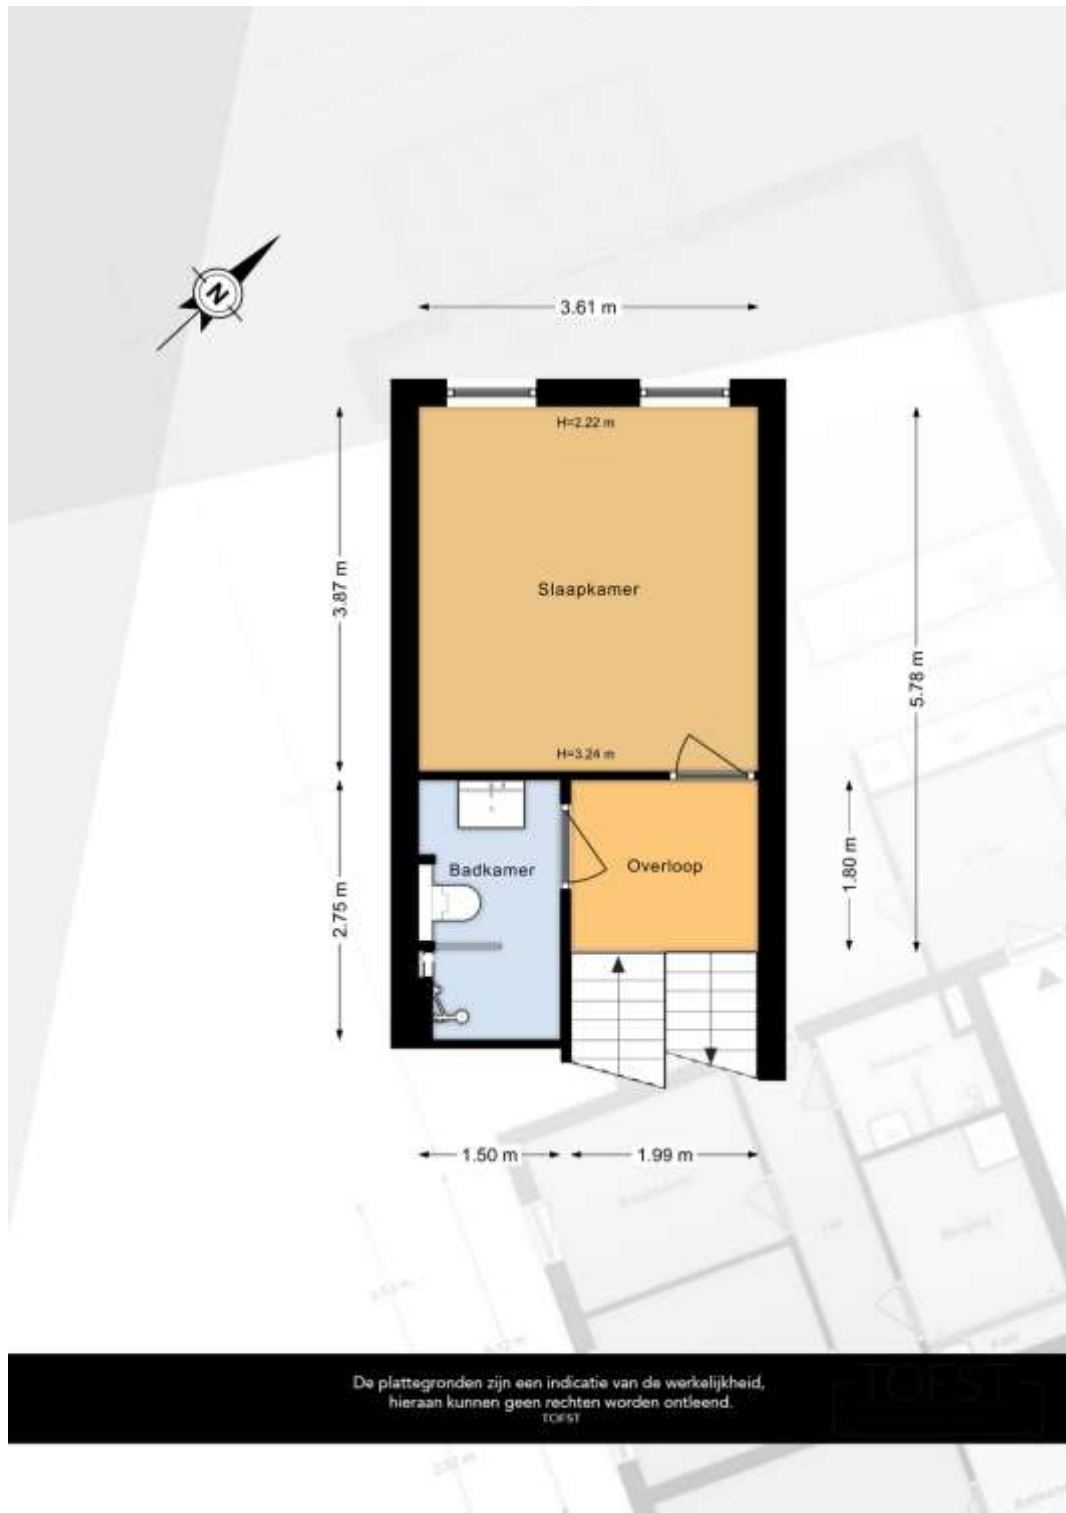 N
3.61 m
H=2.22 m
3.87 m
Slaapkamer
5.78 m
H=3.24 m
2.75 m
Badkamer
Overloop
1.80 m
1.50 m
1.99 m
De plattegronden zijn een indicatie van de werkelijkheid,
hieraan kunnen geen rechten worden ontleend.
TOFST
TOFST